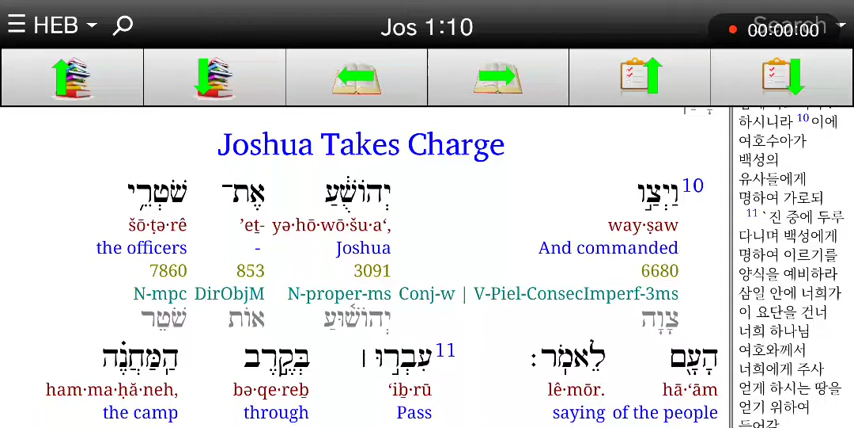 ☰ HEB Jos 1:10 00:00:00
Joshua Takes Charge
10 וַיְצַ֣ו יְהוֹשֻׁ֔עַ אֶת־ שֹׁטְרֵ֥י
way·ṣaw yə·hō·wō·šu·a‘, ’eṯ- šō·ṭə·rê
And commanded Joshua - the officers
6680 3091 853 7860
Conj-w | V-Piel-ConsecImperf-3ms N-proper-ms DirObjM N-mpc
צָוָה יְהוֹשׁוּעַ אוֹת שֹׁטֵר
הָעָ֖ם לֵאמֹֽר׃ 11 עִבְר֣וּ ׀ בְּקֶ֣רֶב הַֽמַּחֲנֶ֗ה
hā·‘ām lê·mōr. ‘iḇ·rū bə·qe·reḇ ham·ma·ḥă·neh,
of the people saying Pass through the camp
하시니라 10 이에
여호수아가
백성의
유사들에게
명하여 가로되
11 `진 중에 두루
다니며 백성에게
명하여 이르기를
양식을 예비하라
삼일 안에 너희가
이 요단을 건너
너희 하나님
여호와께서
너희에게 주사
얻게 하시는 땅을
얻기 위하여